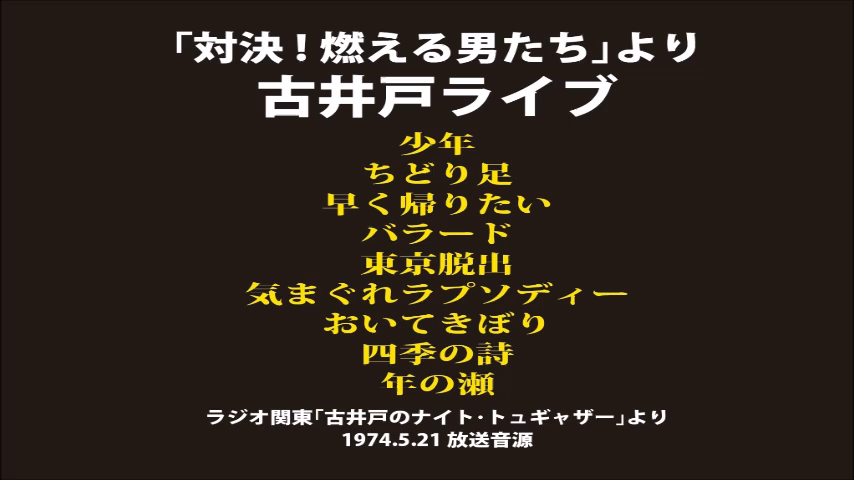 「対決！燃える男たち」より
古井戸ライブ
少年
ちどり足
早く帰りたい
バラード
東京脱出
気まぐれラプソディー
おいてきぼり
四季の詩
年の瀬
ラジオ関東「古井戸のナイト・トュギャザー」より
1974.5.21 放送音源